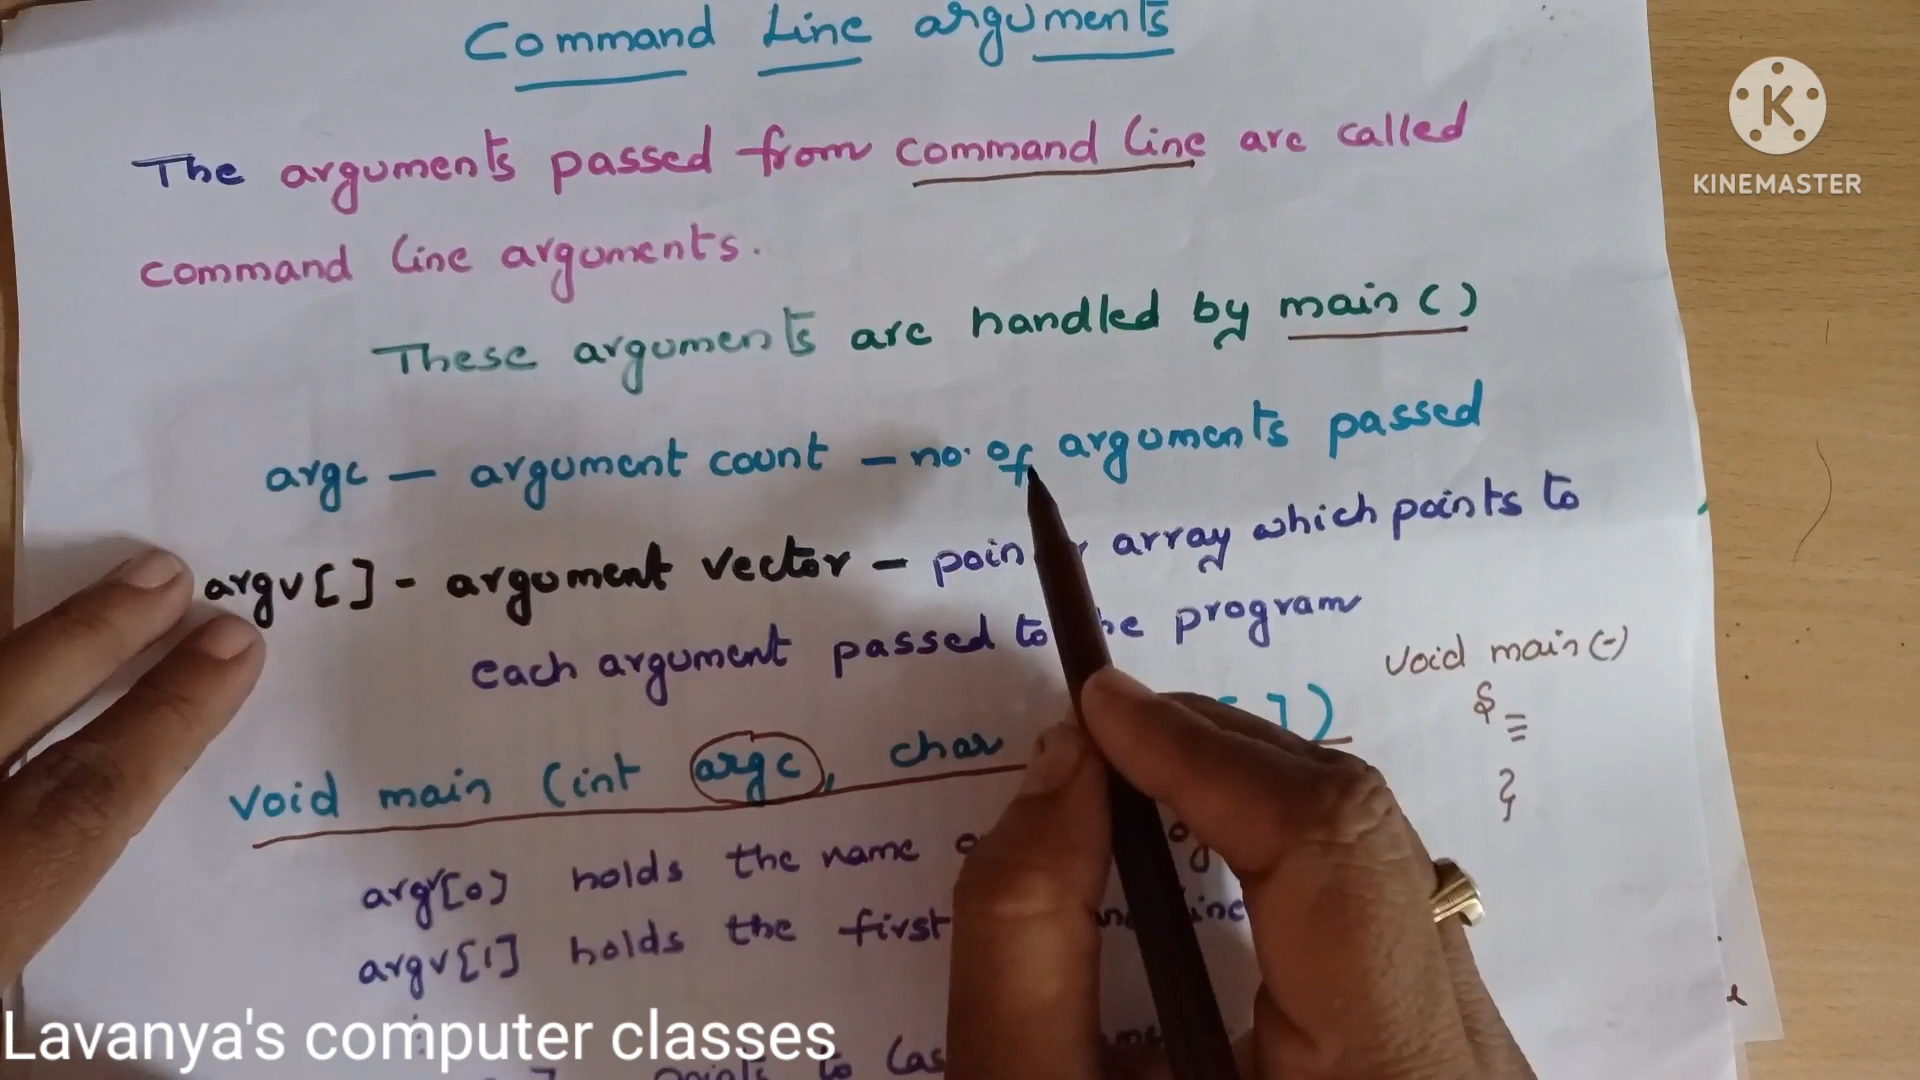 Command Line arguments
The arguments passed from command line are called
command line arguments.
These arguments are handled by main ( )
argc — argument count — no. of arguments passed
argv[ ] - argument vector — array which points to
each argument passed to program
void main (int argc, char ])
argv[0] holds the name
argv[1] holds the first
points to
void main (-)
}
K
KINEMASTER
Lavanya's computer classes